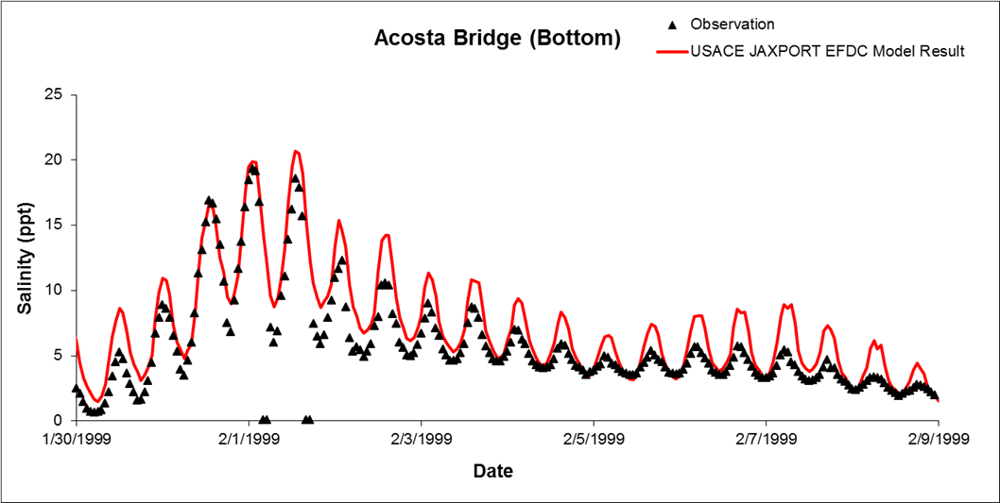 Acosta Bridge (Bottom)
Observation
USACE JAXPORT EFDC Model Result
25
20
15
10
5
0
Salinity (ppt)
1/30/1999 2/1/1999 2/3/1999 2/5/1999 2/7/1999 2/9/1999
Date